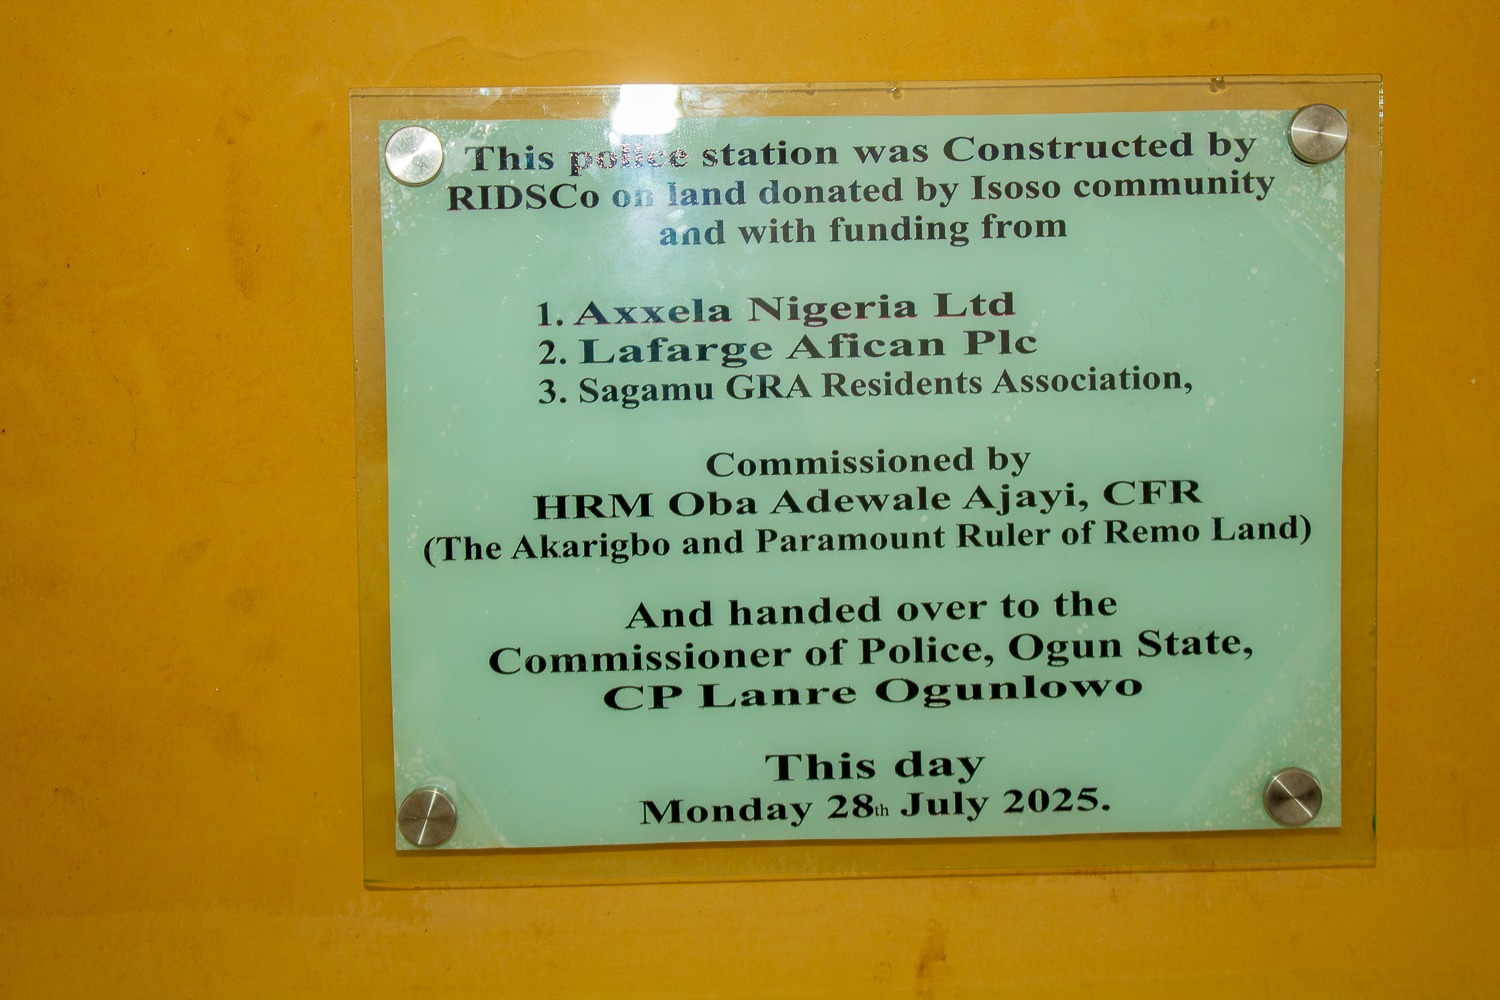 This police station was Constructed by
RIDSCo on land donated by Isoso community
and with funding from
1. Axxela Nigeria Ltd
2. Lafarge Afican Plc
3. Sagamu GRA Residents Association,
Commissioned by
HRM Oba Adewale Ajayi, CFR
(The Akarigbo and Paramount Ruler of Remo Land)
And handed over to the
Commissioner of Police, Ogun State,
CP Lanre Ogunlowo
This day
Monday 28th July 2025.